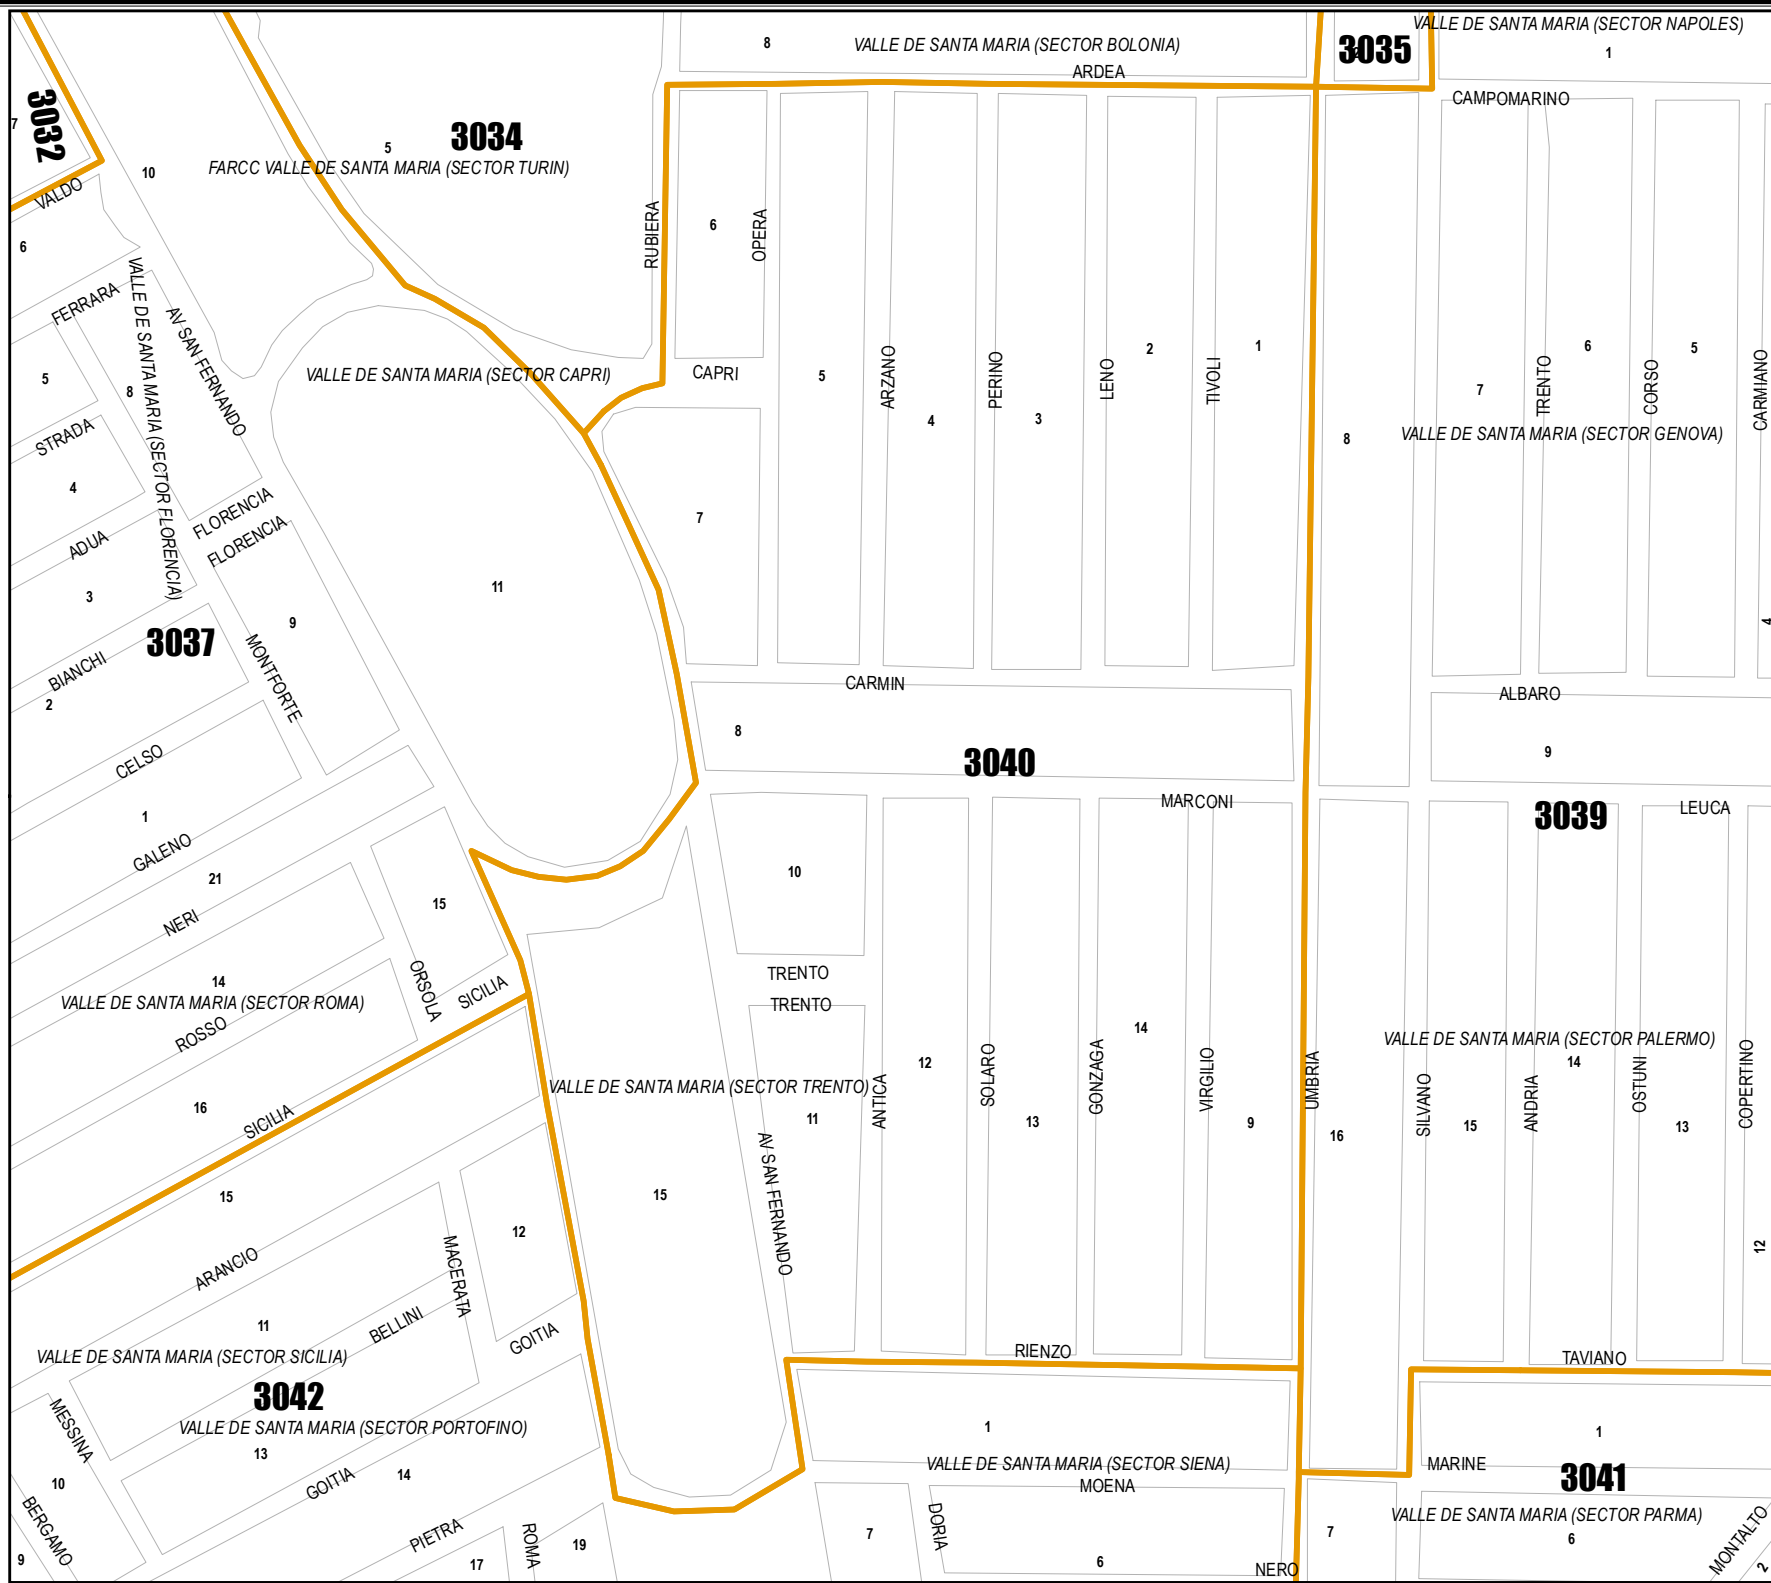 VALLE DE SANTA MARIA (SECTOR NAPOLES)
8
VALLE DE SANTA MARIA (SECTOR BOLONIA)
3035
1
ARDEA
CAMPOMARINO
3032
7
3034
5
FARCC VALLE DE SANTA MARIA (SECTOR TURIN)
10
VALDO
6
RUBIERA
6
OPERA
FERRARA
VALLE DE SANTA MARIA (SECTOR FLORENCIA)
AV SAN FERNANDO
VALLE DE SANTA MARIA (SECTOR CAPRI)
CAPRI
5
ARZANO
4
PERINO
3
LENO
2
TIVOLI
1
8
7
TRENTO
6
CORSO
5
CARMIANO
VALLE DE SANTA MARIA (SECTOR GENOVA)
5
8
STRADA
4
FLORENCIA
FLORENCIA
ADUA
7
11
3
9
3037
MONTFORTE
BIANCHI
2
4
CARMIN
ALBARO
8
3040
9
CELSO
1
MARCONI
3039
LEUCA
GALENO
21
10
15
NERI
14
ORSOLA
SICILIA
TRENTO
TRENTO
VALLE DE SANTA MARIA (SECTOR ROMA)
ROSSO
16
SICILIA
VALLE DE SANTA MARIA (SECTOR TRENTO)
11
ANTICA
12
SOLARO
13
GONZAGA
14
VIRGILIO
9
UMBRIA
16
VALLE DE SANTA MARIA (SECTOR PALERMO)
SILVANO
15
ANDRIA
14
OSTUNI
13
COPERTINO
12
AV SAN FERNANDO
15
15
12
ARANCIO
MACERATA
11
BELLINI
GOITIA
VALLE DE SANTA MARIA (SECTOR SICILIA)
RIENZO
TAVIANO
3042
VALLE DE SANTA MARIA (SECTOR PORTOFINO)
MESSINA
13
GOITIA
14
10
1
VALLE DE SANTA MARIA (SECTOR SIENA)
MOENA
1
MARINE
3041
VALLE DE SANTA MARIA (SECTOR PARMA)
BERGAMO
9
PIETRA
17
ROMA
19
7
DORIA
6
NERO
7
6
MONTALTO
2